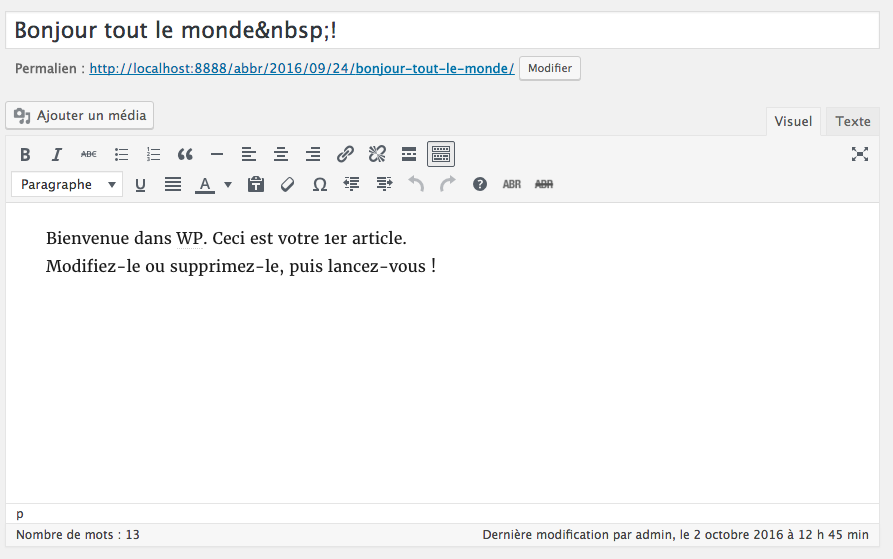 Bonjour tout le monde&nbsp;!
Permalien : http://localhost:8888/abbr/2016/09/24/bonjour-tout-le-monde/ Modifier
Ajouter un média
Visuel Texte
B I ABC
Paragraphe U A T Ω ? ABR ABR
Bienvenue dans WP. Ceci est votre 1er article.
Modifiez-le ou supprimez-le, puis lancez-vous !
p
Nombre de mots : 13 Dernière modification par admin, le 2 octobre 2016 à 12 h 45 min